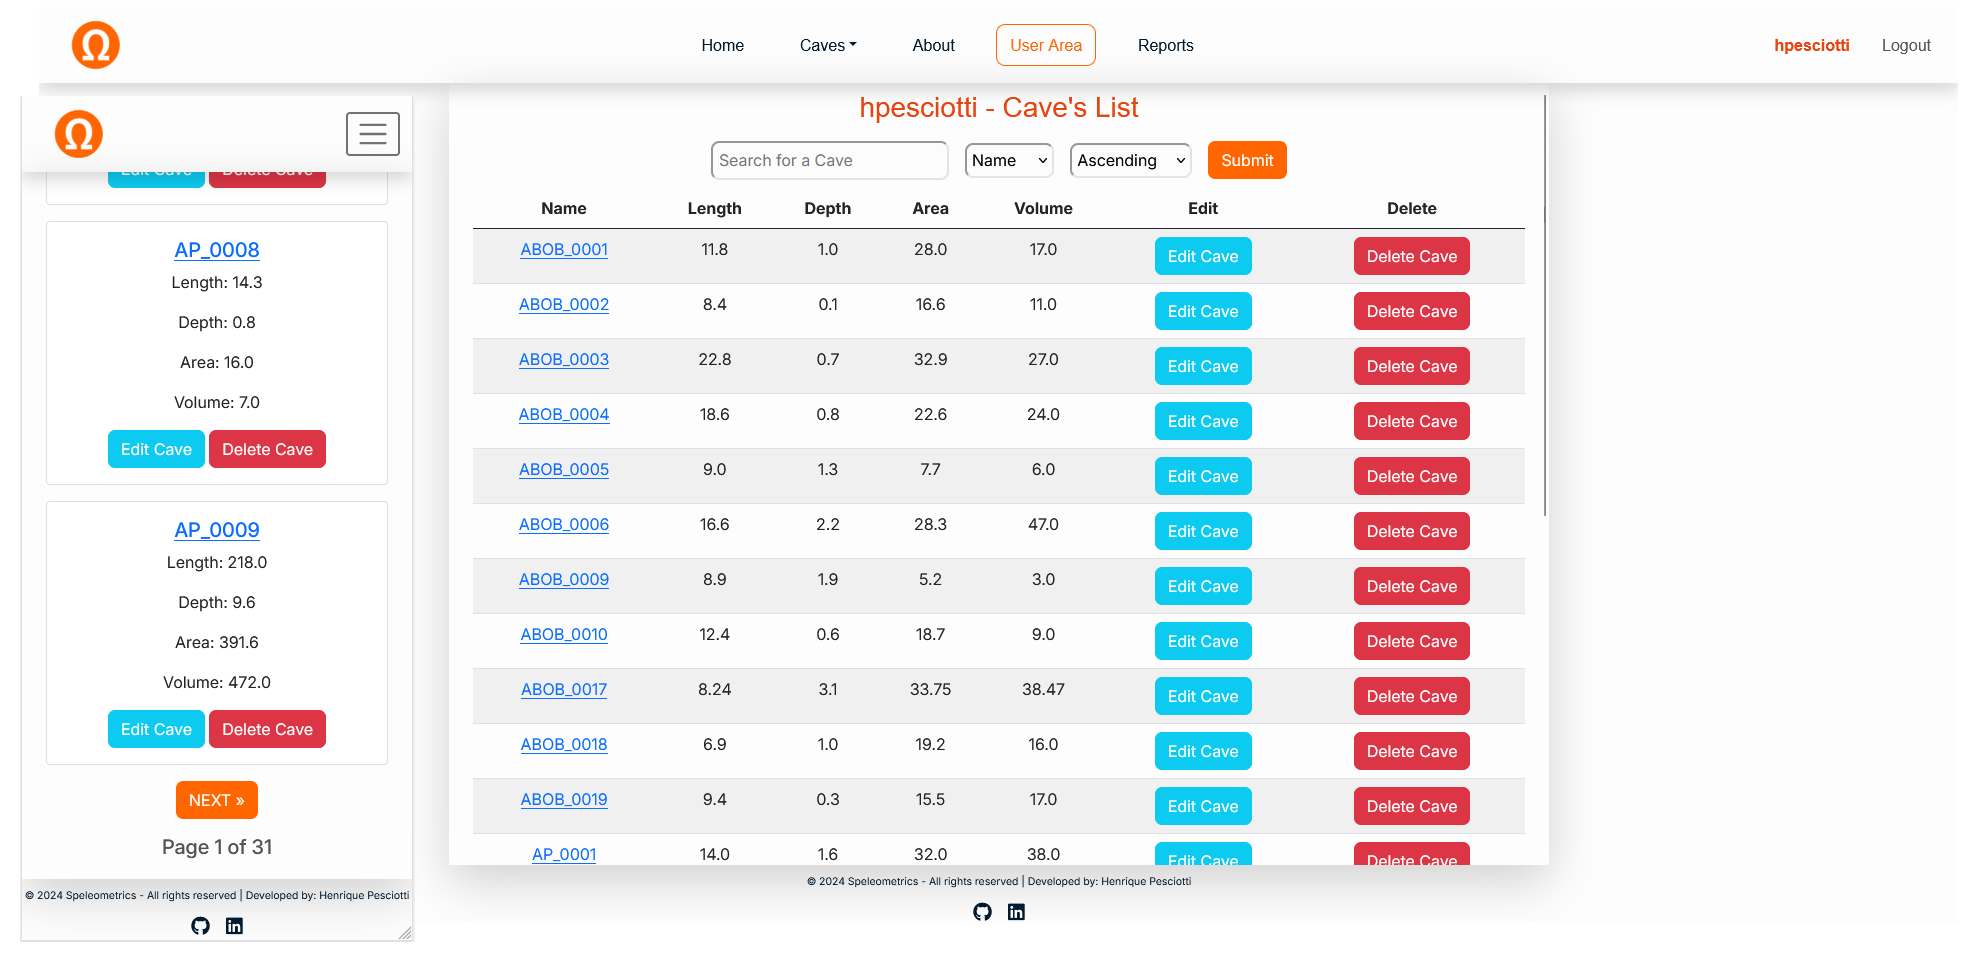 Ω
Home Caves About User Area Reports hpesciotti Logout
Ω
Edit Cave Delete Cave
AP_0008
Length: 14.3
Depth: 0.8
Area: 16.0
Volume: 7.0
Edit Cave Delete Cave
AP_0009
Length: 218.0
Depth: 9.6
Area: 391.6
Volume: 472.0
Edit Cave Delete Cave
NEXT »
Page 1 of 31
© 2024 Speleometrics - All rights reserved | Developed by: Henrique Pesciotti
in
hpesciotti - Cave's List
Search for a Cave Name Ascending Submit
Name Length Depth Area Volume Edit Delete
ABOB_0001 11.8 1.0 28.0 17.0 Edit Cave Delete Cave
ABOB_0002 8.4 0.1 16.6 11.0 Edit Cave Delete Cave
ABOB_0003 22.8 0.7 32.9 27.0 Edit Cave Delete Cave
ABOB_0004 18.6 0.8 22.6 24.0 Edit Cave Delete Cave
ABOB_0005 9.0 1.3 7.7 6.0 Edit Cave Delete Cave
ABOB_0006 16.6 2.2 28.3 47.0 Edit Cave Delete Cave
ABOB_0009 8.9 1.9 5.2 3.0 Edit Cave Delete Cave
ABOB_0010 12.4 0.6 18.7 9.0 Edit Cave Delete Cave
ABOB_0017 8.24 3.1 33.75 38.47 Edit Cave Delete Cave
ABOB_0018 6.9 1.0 19.2 16.0 Edit Cave Delete Cave
ABOB_0019 9.4 0.3 15.5 17.0 Edit Cave Delete Cave
AP_0001 14.0 1.6 32.0 38.0 Edit Cave Delete Cave
© 2024 Speleometrics - All rights reserved | Developed by: Henrique Pesciotti
in